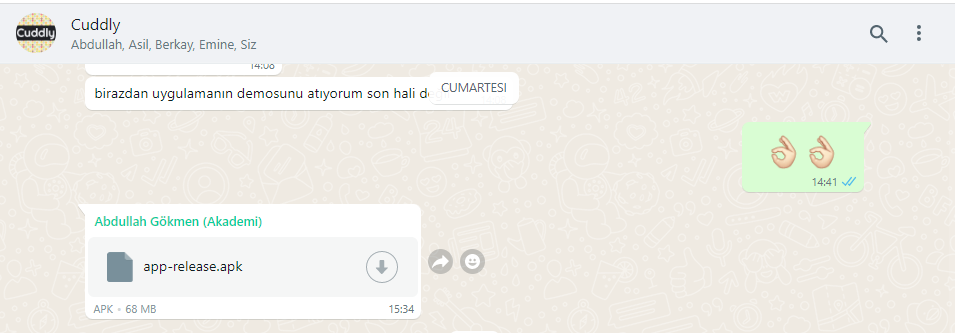 Cuddly
Cuddly
Abdullah, Asil, Berkay, Emine, Siz
14:08
birazdan uygulamanın demosunu atıyorum son hali
CUMARTESI
14:41
Abdullah Gökmen (Akademi)
app-release.apk
APK • 68 MB
15:34